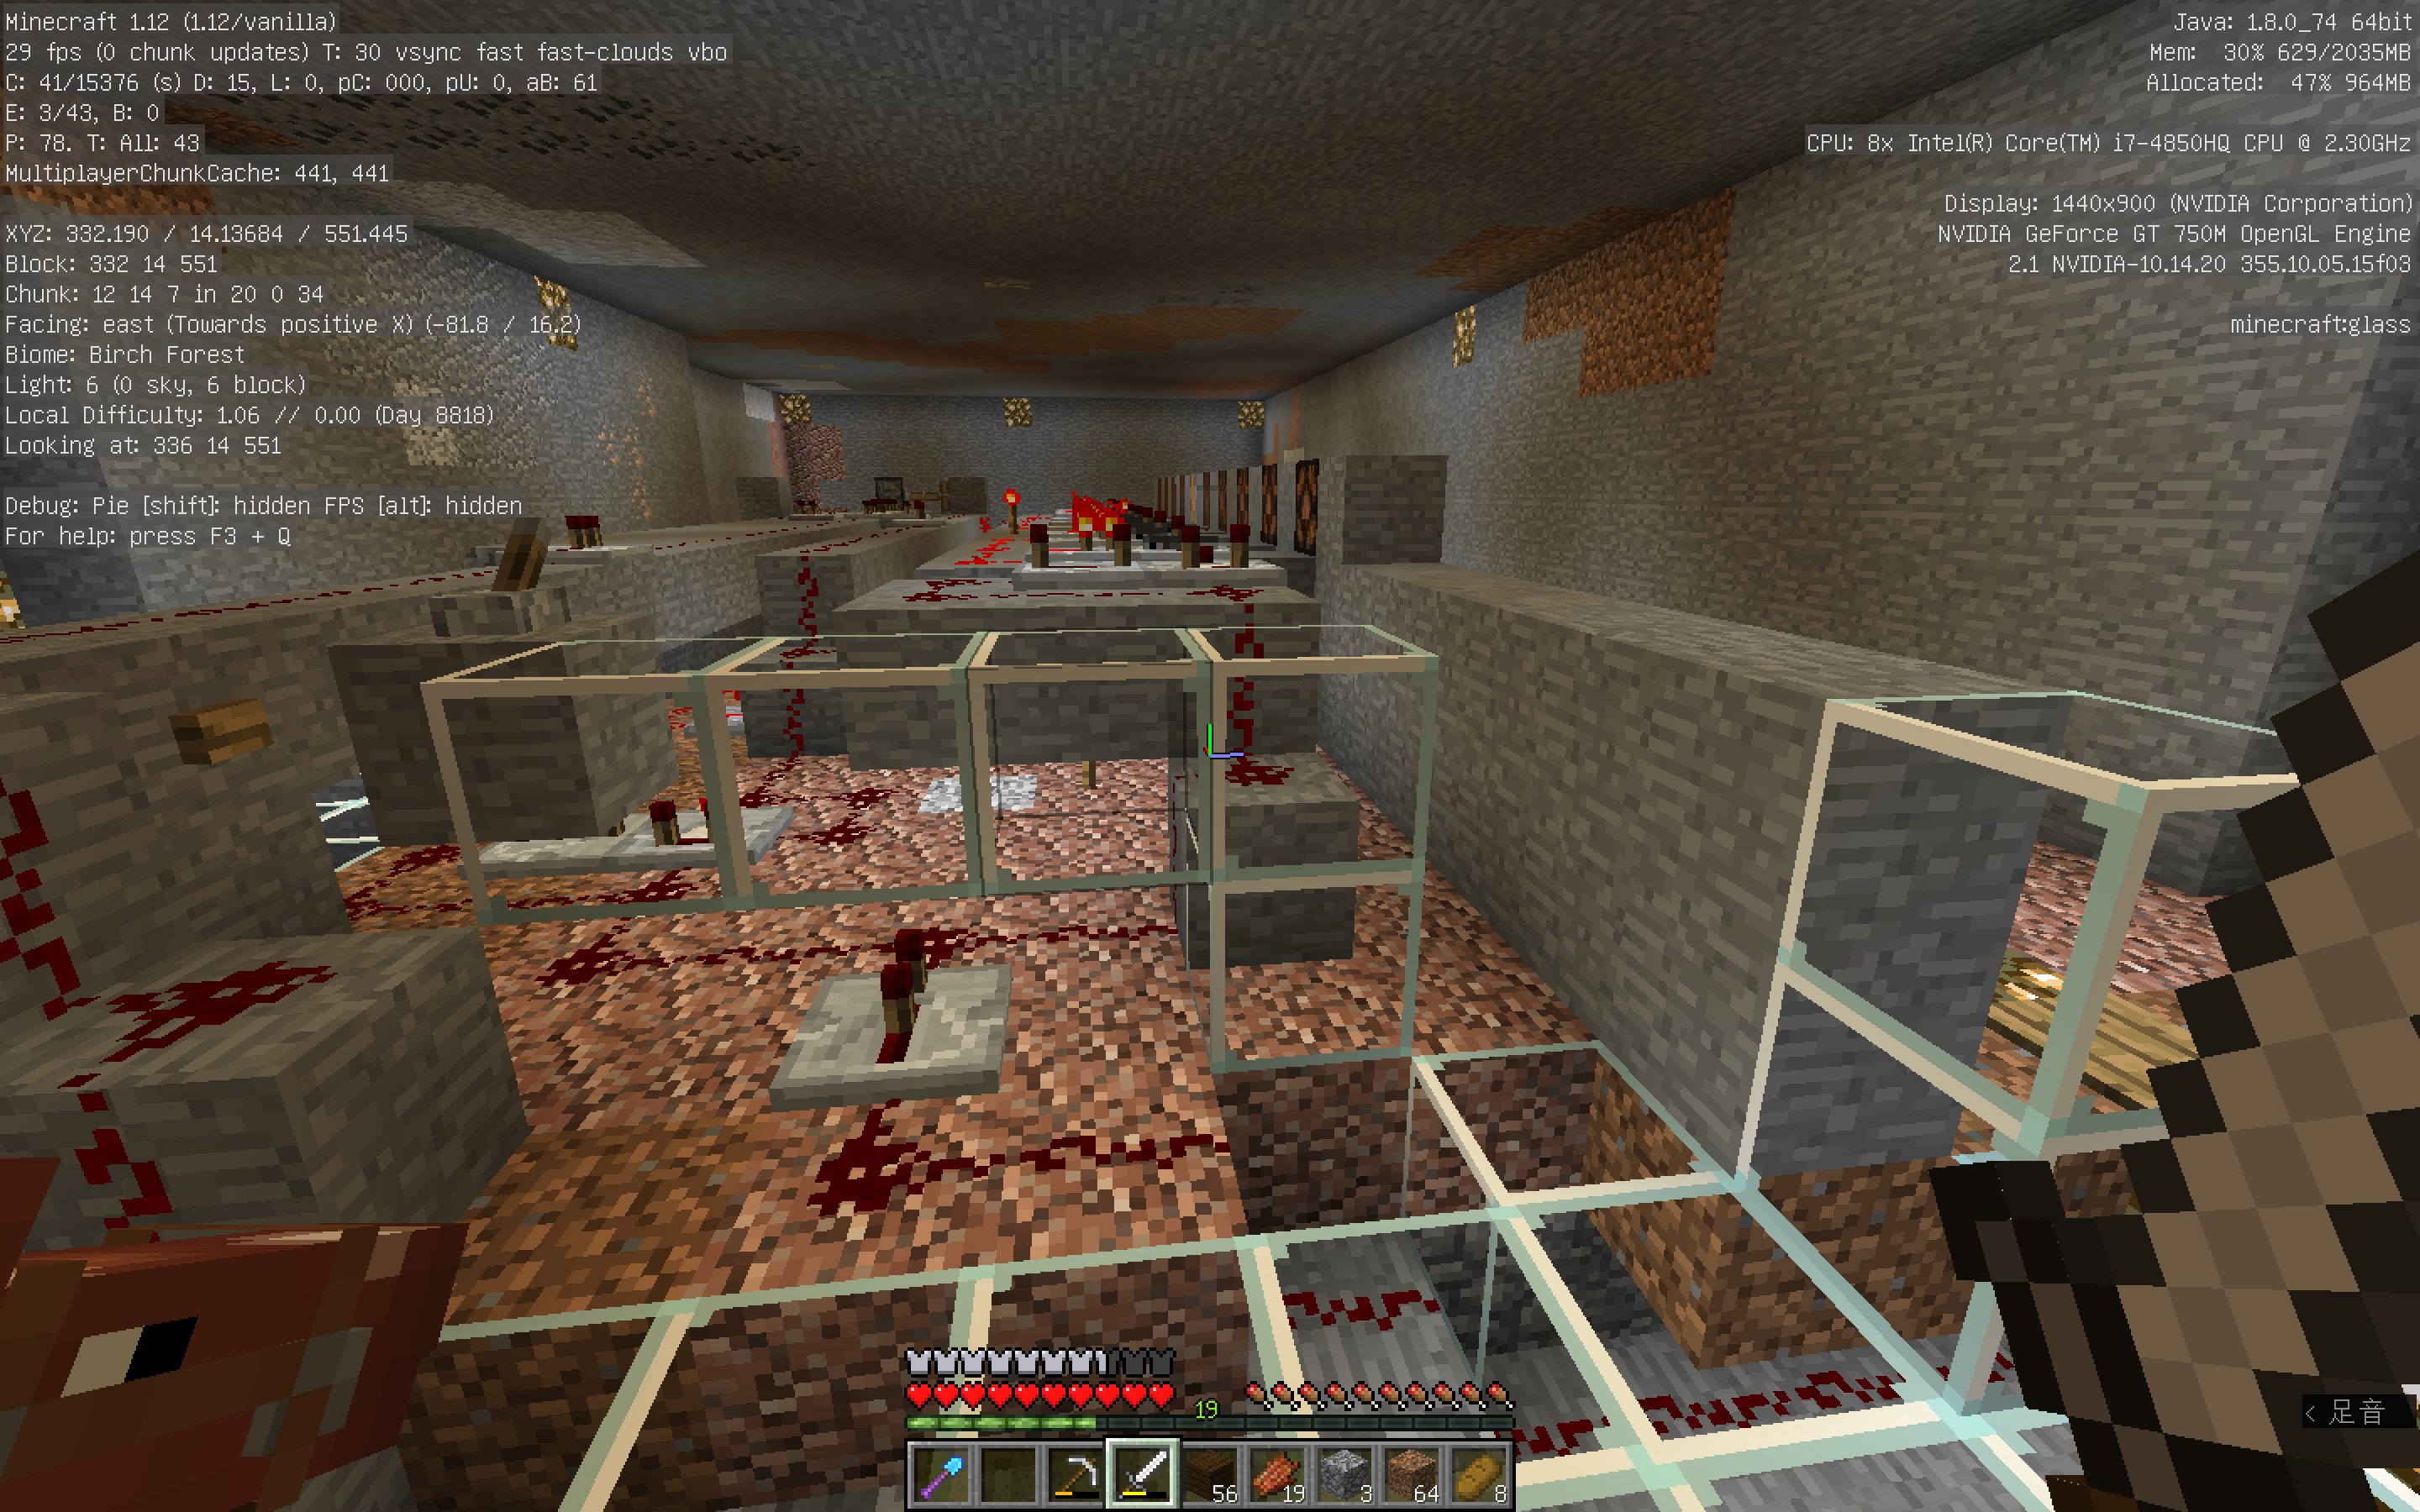 Minecraft 1.12 (1.12/vanilla)
29 fps (0 chunk updates) T: 30 vsync fast fast-clouds vbo
C: 41/15376 (s) D: 15, L: 0, pC: 000, pU: 0, aB: 61
E: 3/43, B: 0
P: 78. T: All: 43
MultiplayerChunkCache: 441, 441
XYZ: 332.190 / 14.13684 / 551.445
Block: 332 14 551
Chunk: 12 14 7 in 20 0 34
Facing: east (Towards positive X) (-81.8 / 16.2)
Biome: Birch Forest
Light: 6 (0 sky, 6 block)
Local Difficulty: 1.06 // 0.00 (Day 8818)
Looking at: 336 14 551
Debug: Pie [shift]: hidden FPS [alt]: hidden
For help: press F3 + Q
Java: 1.8.0_74 64bit
Mem: 30% 629/2035MB
Allocated: 47% 964MB
CPU: 8x Intel(R) Core(TM) i7-4850HQ CPU @ 2.30GHz
Display: 1440x900 (NVIDIA Corporation)
NVIDIA GeForce GT 750M OpenGL Engine
2.1 NVIDIA-10.14.20 355.10.05.15f03
minecraft:glass
< 足音
19
56 19 3 64 8